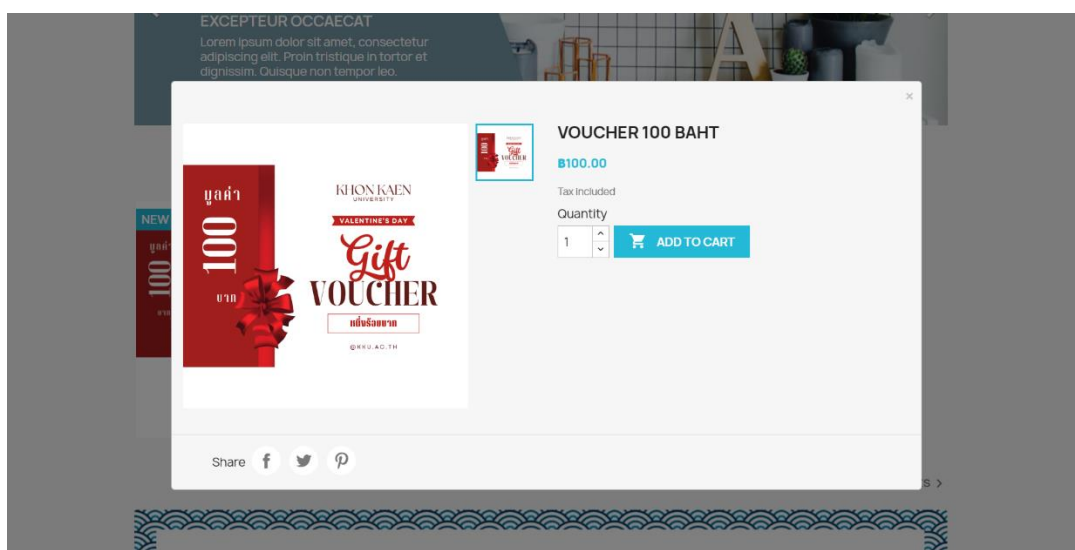 EXCEPTEUR OCCAECAT
Lorem ipsum dolor sit amet, consectetur
adipiscing elit. Proin tristique in tortor et
dignissim. Quisque non tempor leo.
×
VOUCHER 100 BAHT
฿100.00
Tax included
Quantity
1
ADD TO CART
มูลค่า
100
บาท
KHON KAEN
UNIVERSITY
VALENTINE'S DAY
Gift
VOUCHER
หนึ่งร้อยบาท
@KKU.AC.TH
NEW
100
Share